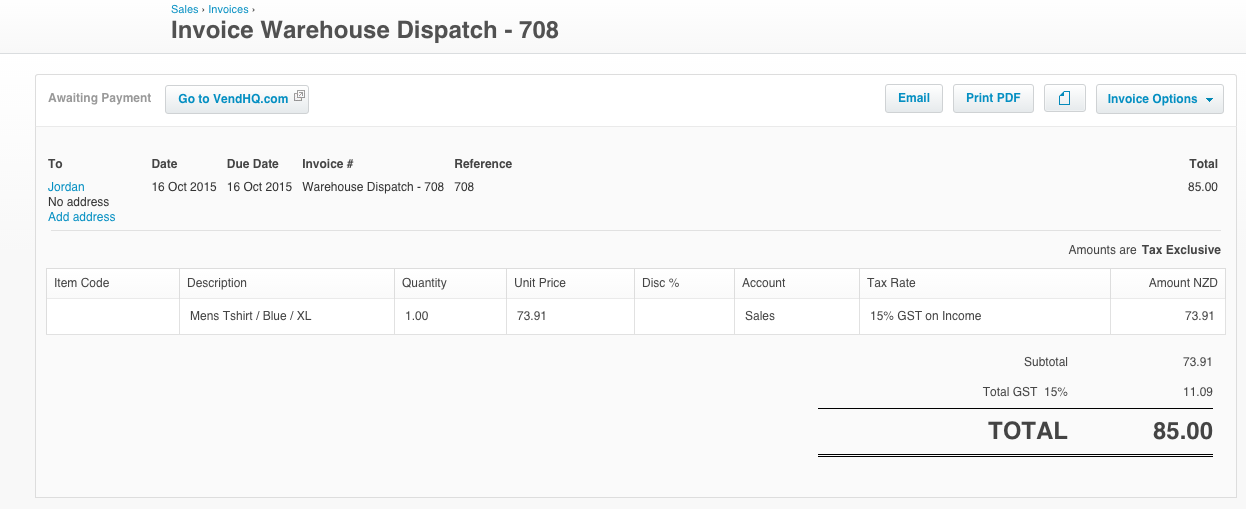 Sales › Invoices ›
Invoice Warehouse Dispatch - 708
Awaiting Payment Go to VendHQ.com Email Print PDF Invoice Options
To Date Due Date Invoice # Reference Total
Jordan 16 Oct 2015 16 Oct 2015 Warehouse Dispatch - 708 708 85.00
No address
Add address
Amounts are Tax Exclusive
Item Code Description Quantity Unit Price Disc % Account Tax Rate Amount NZD
Mens Tshirt / Blue / XL 1.00 73.91 Sales 15% GST on Income 73.91
Subtotal 73.91
Total GST 15% 11.09
TOTAL 85.00